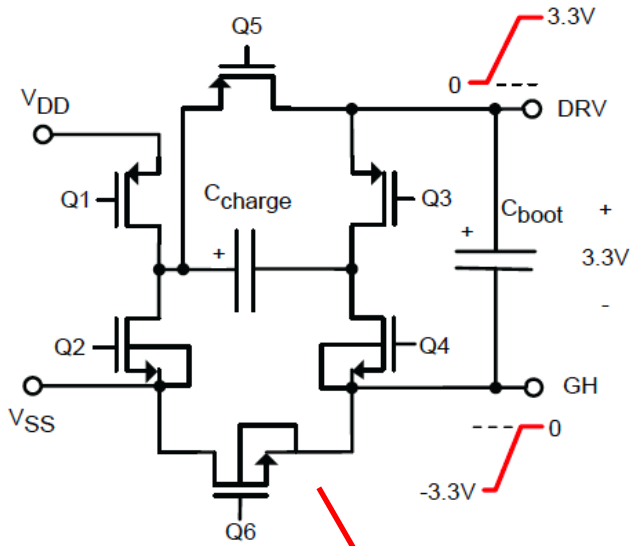 Q5
3.3V
0
DRV
VDD
Q1
Ccharge
+
Q3
Cboot
+
+
3.3V
-
Q2
Q4
VSS
GH
0
-3.3V
Q6